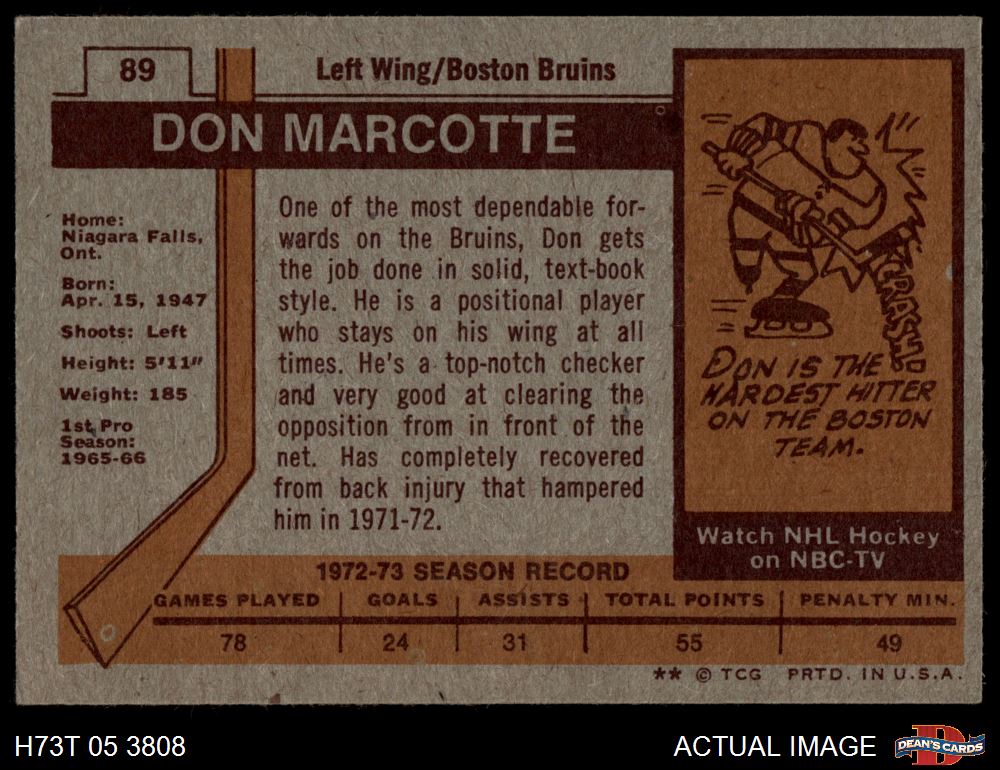 89
Left Wing/Boston Bruins
DON MARCOTTE
Home:
Niagara Falls,
Ont.
Born:
Apr. 15, 1947
Shoots: Left
Height: 5'11"
Weight: 185
1st Pro
Season:
1965-66
One of the most dependable for-
wards on the Bruins, Don gets
the job done in solid, text-book
style. He is a positional player
who stays on his wing at all
times. He's a top-notch checker
and very good at clearing the
opposition from in front of the
net. Has completely recovered
from back injury that hampered
him in 1971-72.
CRASH!
DON IS THE
HARDEST HITTER
ON THE BOSTON
TEAM.
Watch NHL Hockey
on NBC-TV
1972-73 SEASON RECORD
GAMES PLAYED GOALS ASSISTS TOTAL POINTS PENALTY MIN.
78 24 31 55 49
** © TCG PRTD. IN U.S.A.
H73T 05 3808
ACTUAL IMAGE
D
DEAN'S CARDS